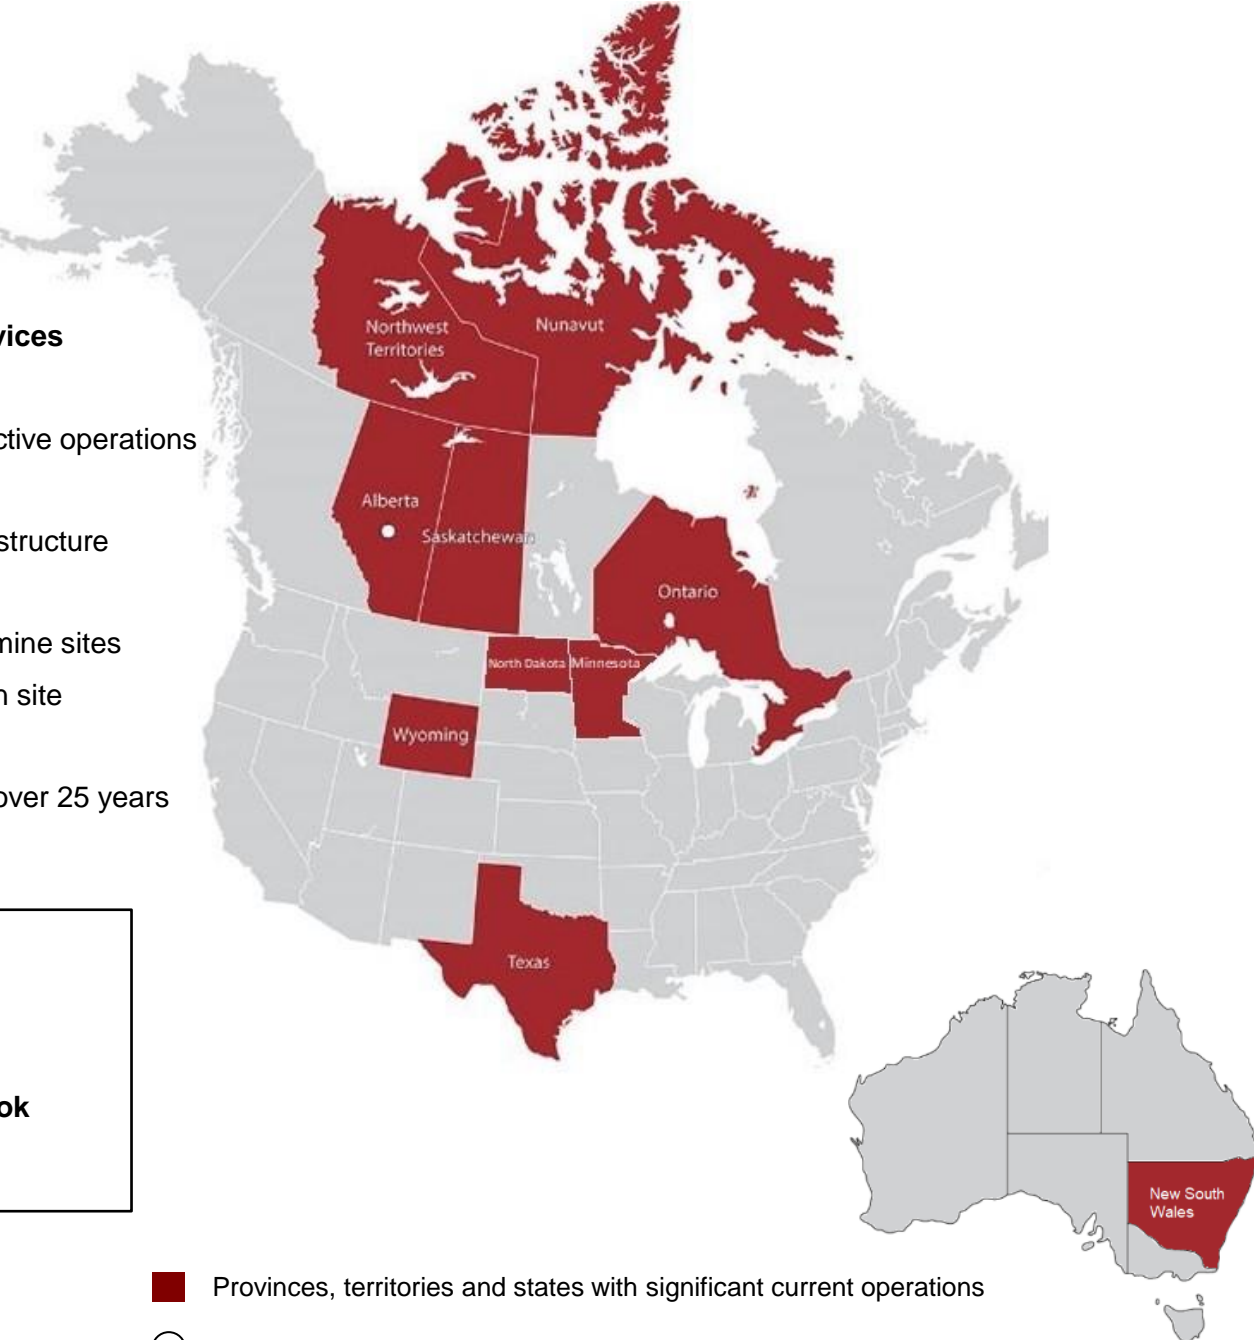 vices
ctive operations
structure
mine sites
n site
over 25 years
ok
Northwest
Territories
Nunavut
Alberta
Saskatchewan
Ontario
North Dakota
Minnesota
Wyoming
Texas
New South
Wales
Provinces, territories and states with significant current operations